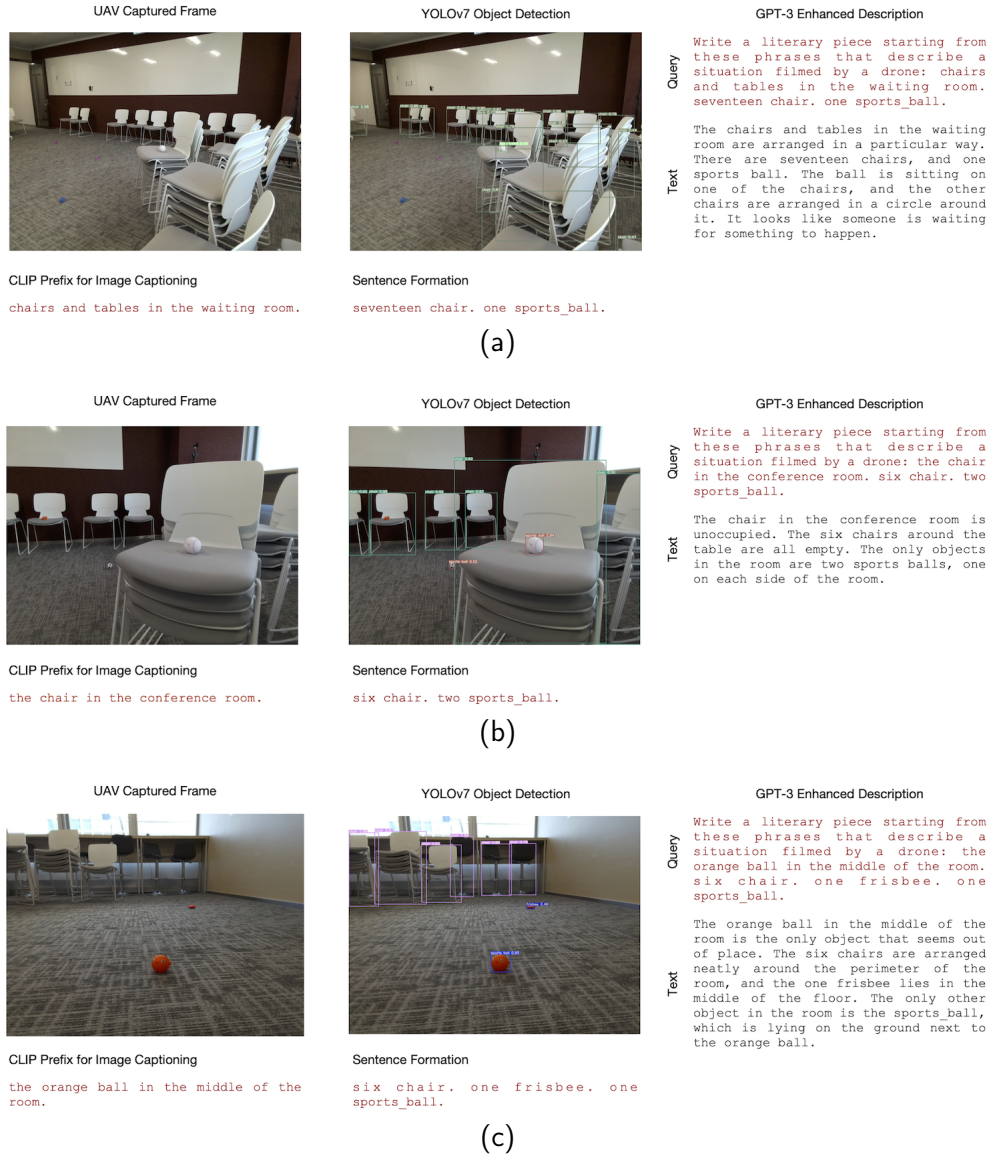 UAV Captured Frame
YOLOv7 Object Detection
GPT-3 Enhanced Description
Query
Write a literary piece starting from
these phrases that describe a
situation filmed by a drone: chairs
and tables in the waiting room.
seventeen chair. one sports_ball.
Text
The chairs and tables in the waiting
room are arranged in a particular way.
There are seventeen chairs, and one
sports ball. The ball is sitting on
one of the chairs, and the other
chairs are arranged in a circle around
it. It looks like someone is waiting
for something to happen.
CLIP Prefix for Image Captioning
chairs and tables in the waiting room.
Sentence Formation
seventeen chair. one sports_ball.
(a)
UAV Captured Frame
YOLOv7 Object Detection
GPT-3 Enhanced Description
Query
Write a literary piece starting from
these phrases that describe a
situation filmed by a drone: the chair
in the conference room. six chair. two
sports_ball.
Text
The chair in the conference room is
unoccupied. The six chairs around the
table are all empty. The only objects
in the room are two sports balls, one
on each side of the room.
CLIP Prefix for Image Captioning
the chair in the conference room.
Sentence Formation
six chair. two sports_ball.
(b)
UAV Captured Frame
YOLOv7 Object Detection
GPT-3 Enhanced Description
Query
Write a literary piece starting from
these phrases that describe a
situation filmed by a drone: the
orange ball in the middle of the room.
six chair. one frisbee. one
sports_ball.
Text
The orange ball in the middle of the
room is the only object that seems out
of place. The six chairs are arranged
neatly around the perimeter of the
room, and the one frisbee lies in the
middle of the floor. The only other
object in the room is the sports_ball,
which is lying on the ground next to
the orange ball.
CLIP Prefix for Image Captioning
the orange ball in the middle of the
room.
Sentence Formation
six chair. one frisbee. one
sports_ball.
(c)